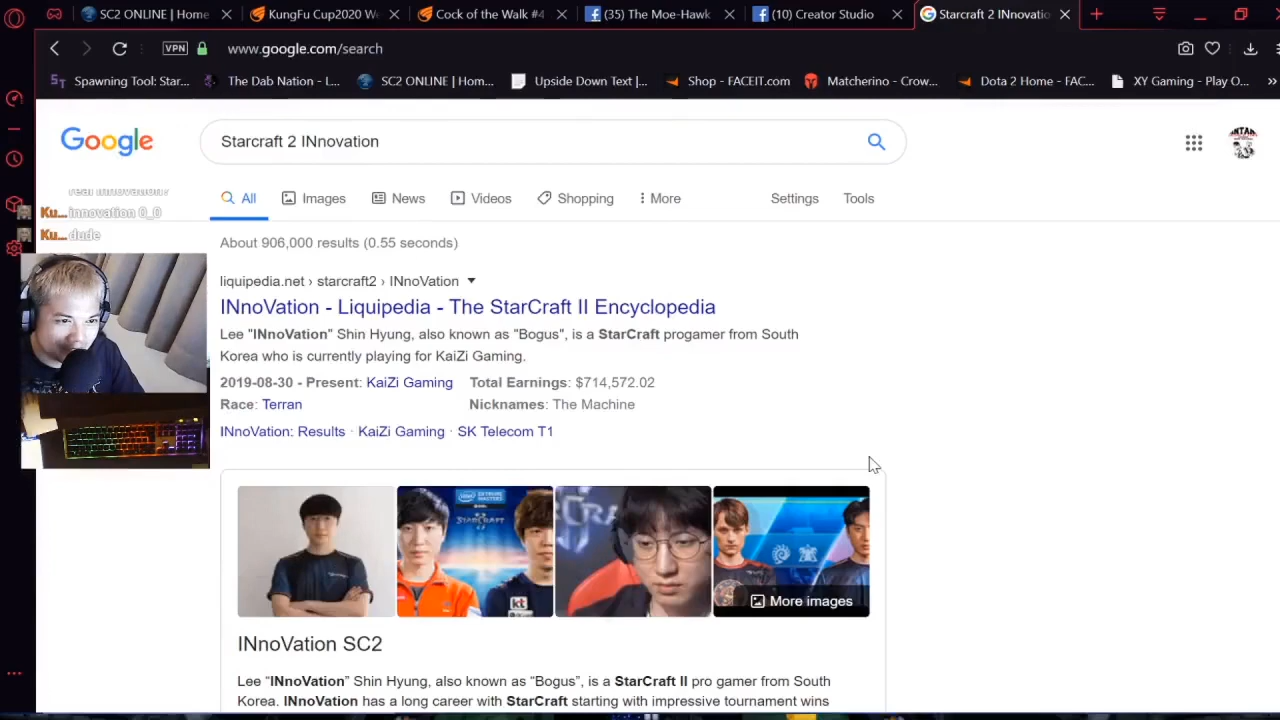 SC2 ONLINE | Home
KungFu Cup2020 We
Cock of the Walk #4
(35) The Moe-Hawk
(10) Creator Studio
Starcraft 2 INnovatio
VPN
www.google.com/search
Spawning Tool: Star...
The Dab Nation - L...
SC2 ONLINE | Hom...
Upside Down Text |...
Shop - FACEIT.com
Matcherino - Crow...
Dota 2 Home - FAC...
XY Gaming - Play O...
Google
Starcraft 2 INnovation
All
Images
News
Videos
Shopping
More
Settings
Tools
real innovation?
Ku... innovation 0_0
Ku... dude
About 906,000 results (0.55 seconds)
liquipedia.net › starcraft2 › INnoVation
INnoVation - Liquipedia - The StarCraft II Encyclopedia
Lee "INnoVation" Shin Hyung, also known as "Bogus", is a StarCraft progamer from South
Korea who is currently playing for KaiZi Gaming.
2019-08-30 - Present: KaiZi Gaming
Total Earnings: $714,572.02
Race: Terran
Nicknames: The Machine
INnoVation: Results · KaiZi Gaming · SK Telecom T1
kt
More images
INnoVation SC2
Lee “INnoVation” Shin Hyung, also known as “Bogus”, is a StarCraft II pro gamer from South
Korea. INnoVation has a long career with StarCraft starting with impressive tournament wins